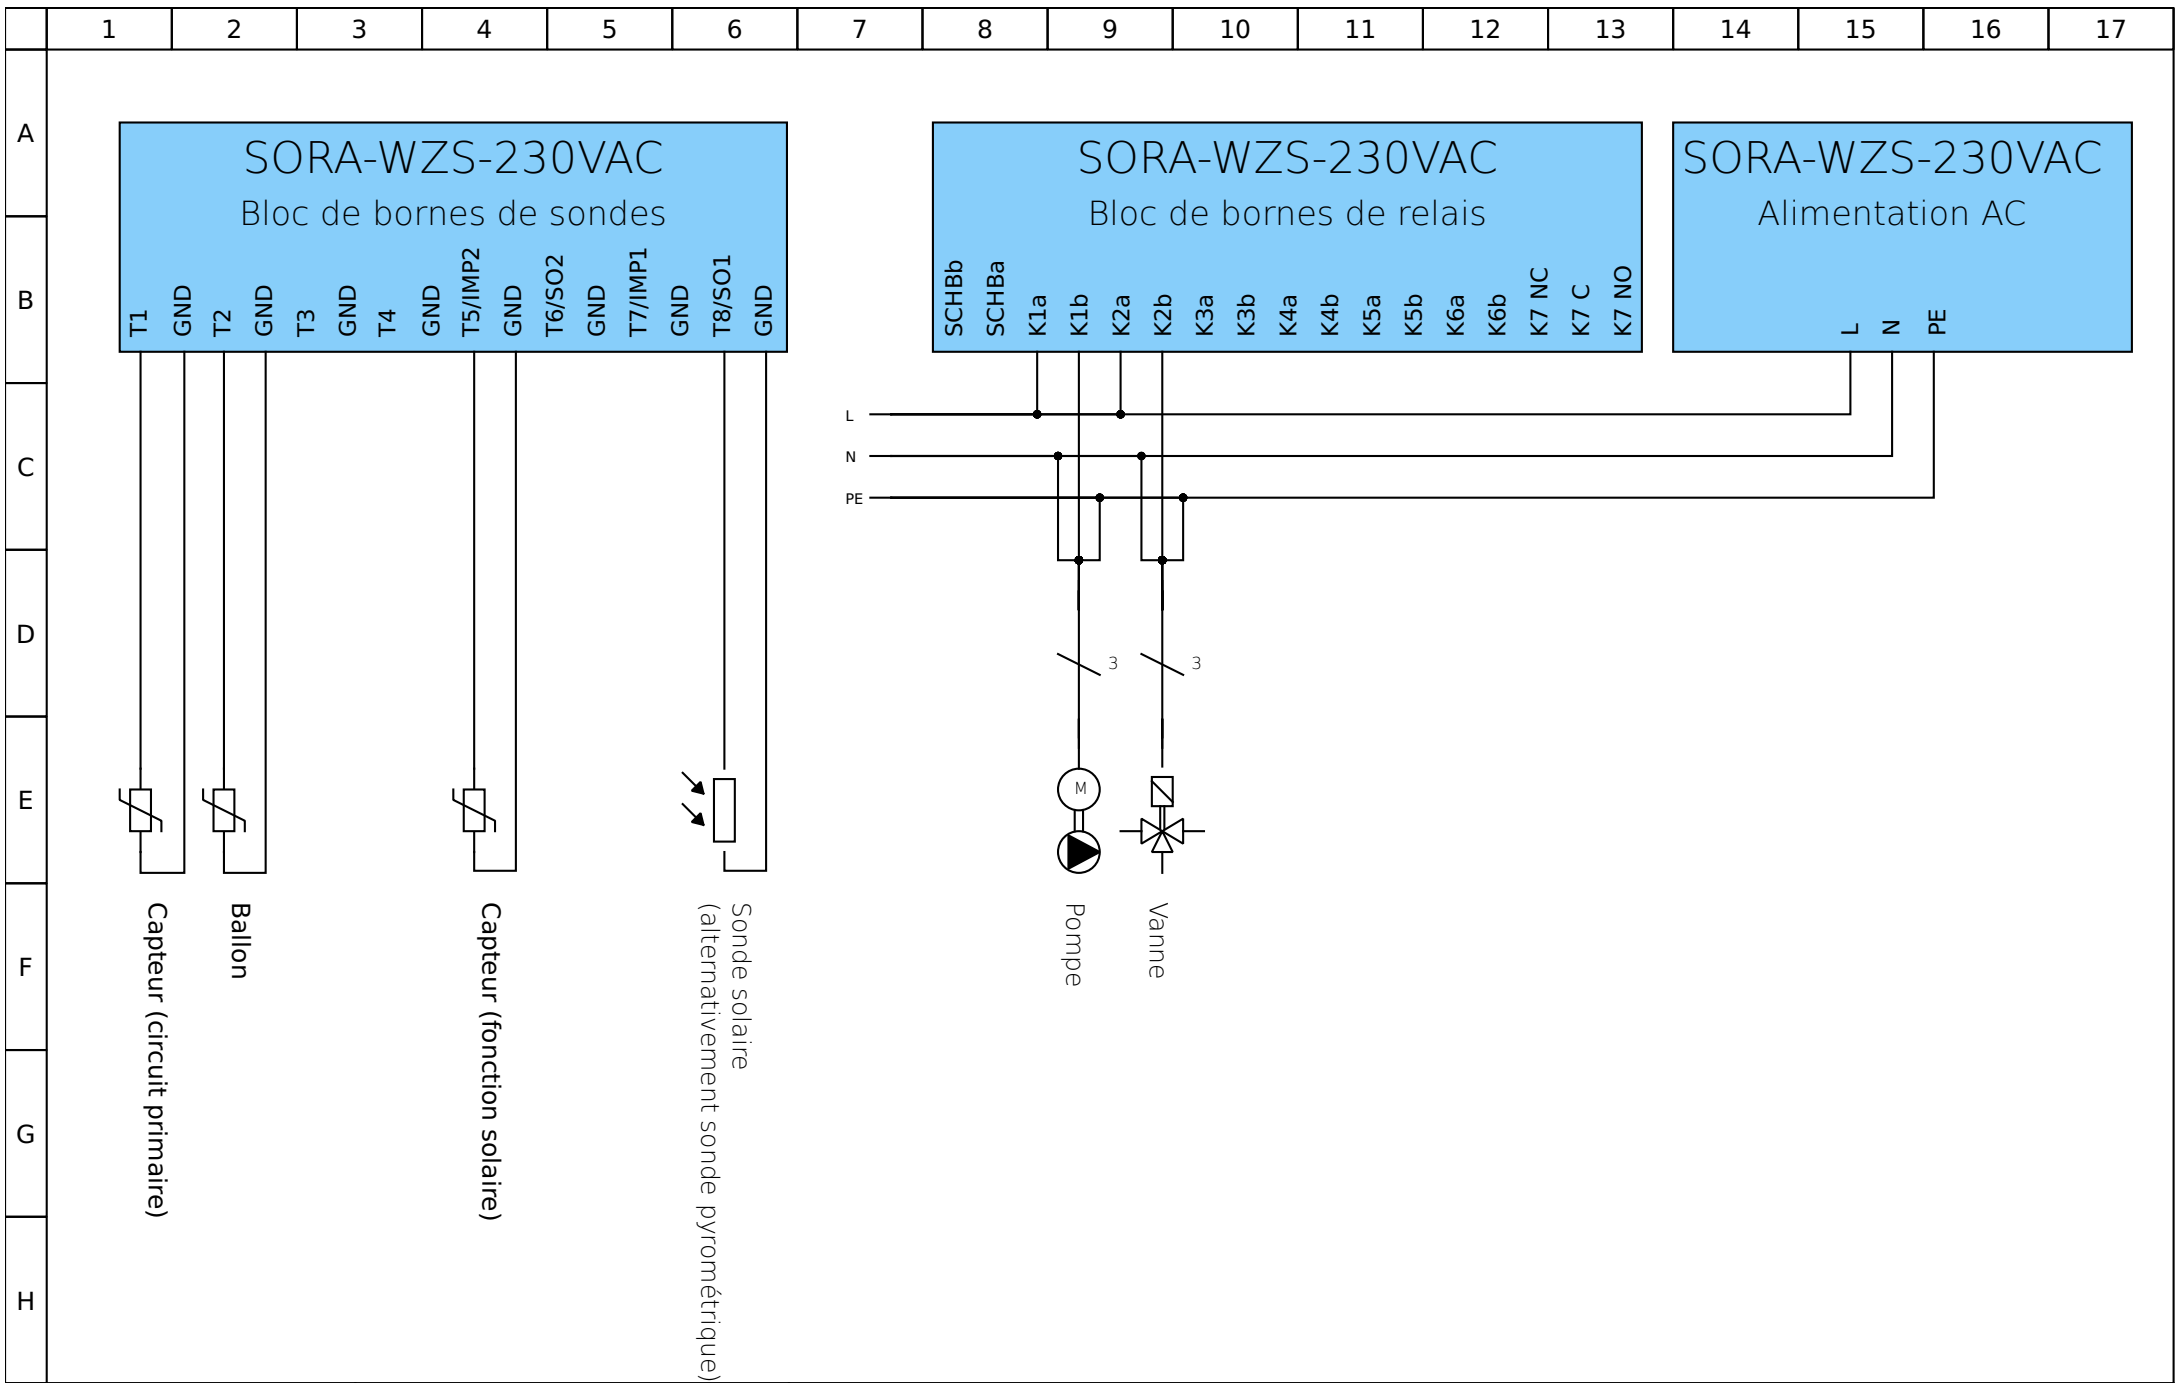 1 2 3 4 5 6 7 8 9 10 11 12 13 14 15 16 17
A
B
C
D
E
F
G
H
SORA-WZS-230VAC
Bloc de bornes de sondes
T1 GND T2 GND T3 GND T4 GND T5/IMP2 GND T6/SO2 GND T7/IMP1 GND T8/SO1 GND
SORA-WZS-230VAC
Bloc de bornes de relais
SCHBb SCHBa K1a K1b K2a K2b K3a K3b K4a K4b K5a K5b K6a K6b K7 NC K7 C K7 NO
SORA-WZS-230VAC
Alimentation AC
L N PE
L
N
PE
3 3
M
Capteur (circuit primaire)
Ballon
Capteur (fonction solaire)
Sonde solaire
(alternativement sonde pyrométrique)
Pompe
Vanne